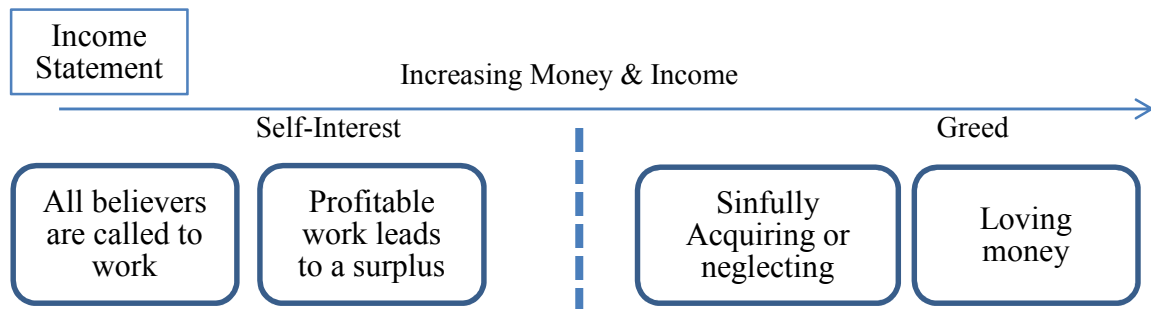 Income
Statement
Increasing Money & Income
Self-Interest
Greed
All believers
are called to
work
Profitable
work leads
to a surplus
Sinfully
Acquiring or
neglecting
Loving
money